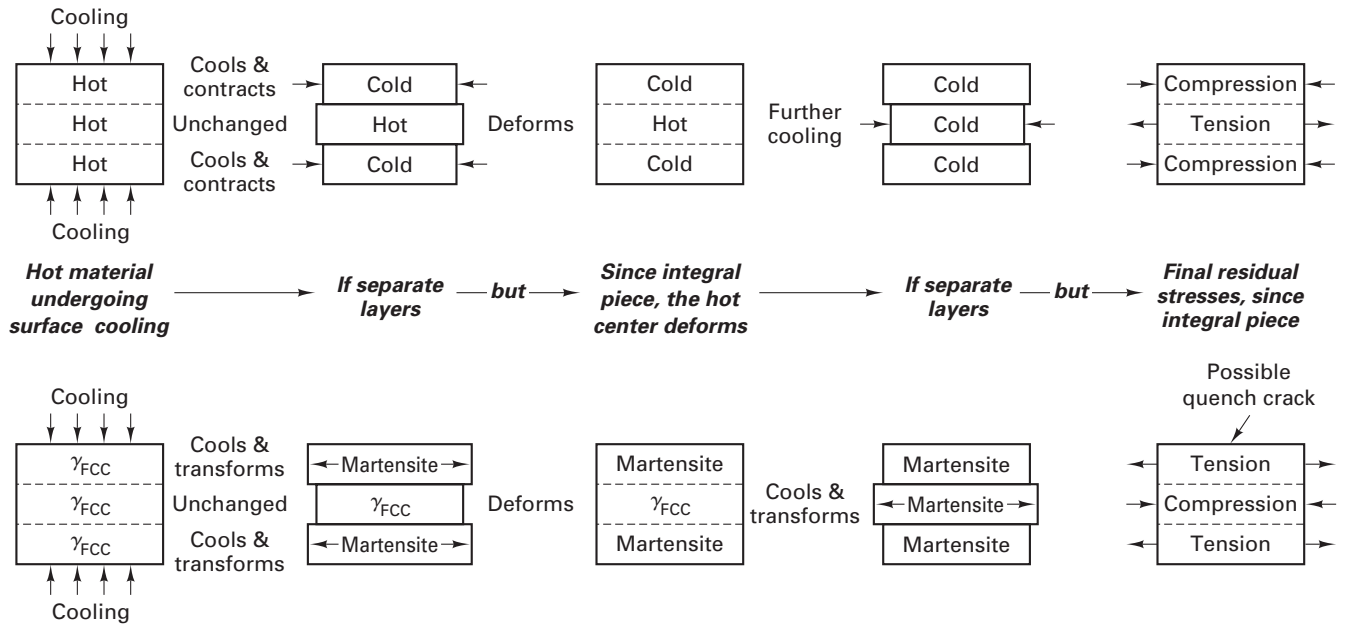 Cooling
Hot
Hot
Hot
Cooling
Cools &
contracts
Unchanged
Cools &
contracts
Cold
Hot
Cold
Deforms
Cold
Hot
Cold
Further
cooling
Cold
Cold
Cold
Compression
Tension
Compression
Hot material
undergoing
surface cooling
If separate
layers
but
Since integral
piece, the hot
center deforms
If separate
layers
but
Final residual
stresses, since
integral piece
Cooling
γFCC
γFCC
γFCC
Cooling
Cools &
transforms
Unchanged
Cools &
transforms
Martensite
γFCC
Martensite
Deforms
Martensite
γFCC
Martensite
Cools &
transforms
Martensite
Martensite
Martensite
Possible
quench crack
Tension
Compression
Tension